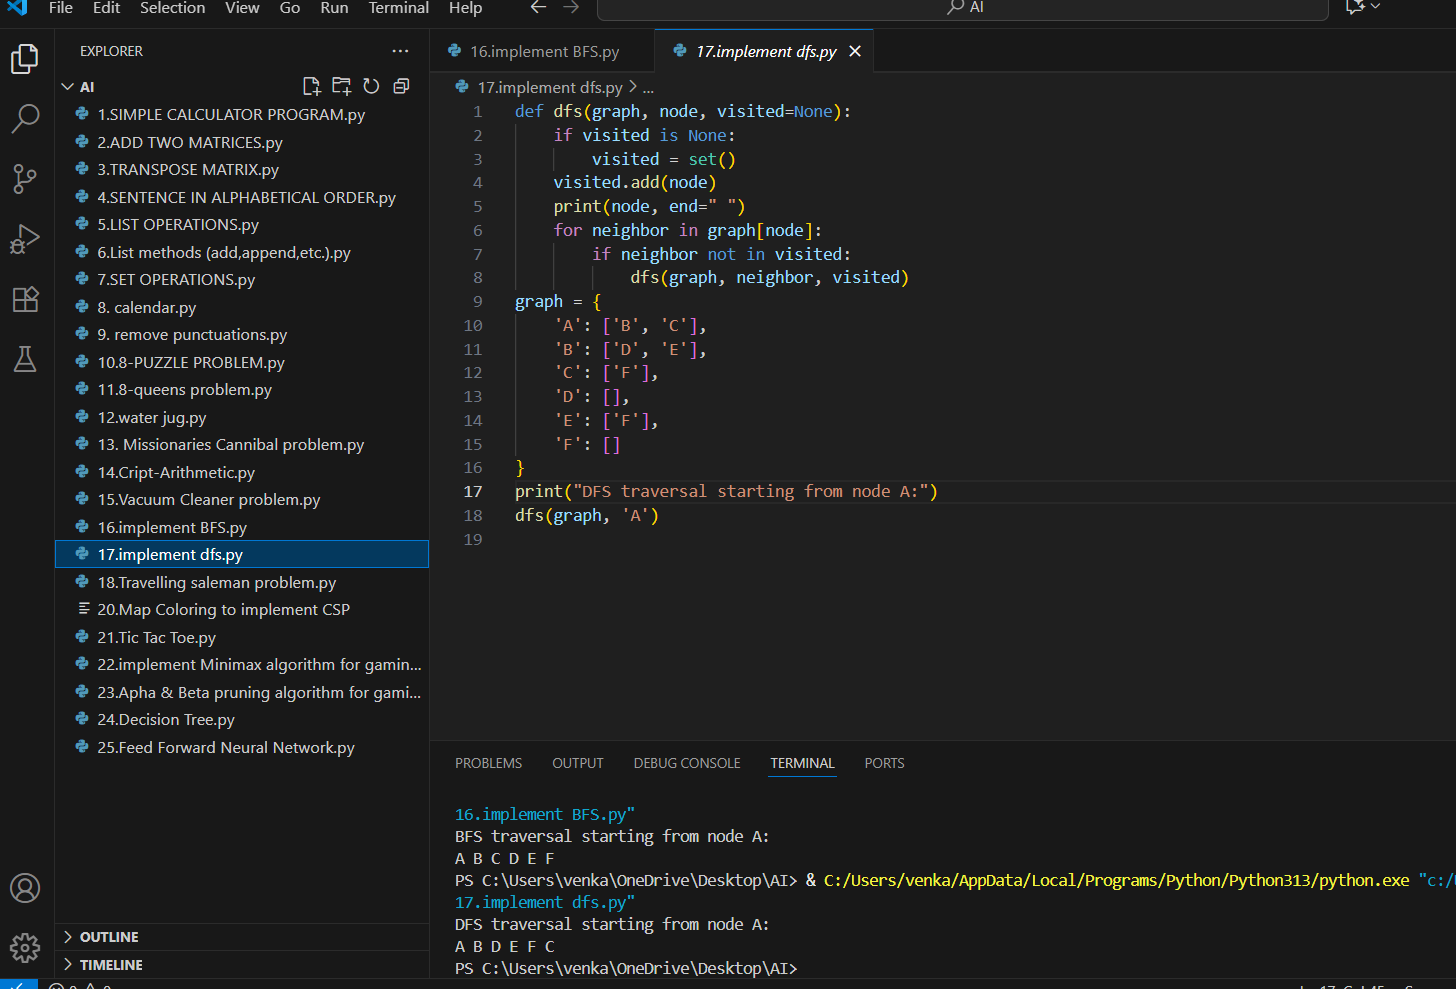 File Edit Selection View Go Run Terminal Help
AI
EXPLORER
AI
1.SIMPLE CALCULATOR PROGRAM.py
2.ADD TWO MATRICES.py
3.TRANSPOSE MATRIX.py
4.SENTENCE IN ALPHABETICAL ORDER.py
5.LIST OPERATIONS.py
6.List methods (add,append,etc.).py
7.SET OPERATIONS.py
8. calendar.py
9. remove punctuations.py
10.8-PUZZLE PROBLEM.py
11.8-queens problem.py
12.water jug.py
13. Missionaries Cannibal problem.py
14.Cript-Arithmetic.py
15.Vacuum Cleaner problem.py
16.implement BFS.py
17.implement dfs.py
18.Travelling saleman problem.py
20.Map Coloring to implement CSP
21.Tic Tac Toe.py
22.implement Minimax algorithm for gamin...
23.Apha & Beta pruning algorithm for gami...
24.Decision Tree.py
25.Feed Forward Neural Network.py
OUTLINE
TIMELINE
16.implement BFS.py
17.implement dfs.py
17.implement dfs.py > ...
1 def dfs(graph, node, visited=None):
2 if visited is None:
3 visited = set()
4 visited.add(node)
5 print(node, end=" ")
6 for neighbor in graph[node]:
7 if neighbor not in visited:
8 dfs(graph, neighbor, visited)
9 graph = {
10 'A': ['B', 'C'],
11 'B': ['D', 'E'],
12 'C': ['F'],
13 'D': [],
14 'E': ['F'],
15 'F': []
16 }
17 print("DFS traversal starting from node A:")
18 dfs(graph, 'A')
19
PROBLEMS OUTPUT DEBUG CONSOLE TERMINAL PORTS
16.implement BFS.py"
BFS traversal starting from node A:
A B C D E F
PS C:\Users\venka\OneDrive\Desktop\AI> & C:/Users/venka/AppData/Local/Programs/Python/Python313/python.exe "c:/
17.implement dfs.py"
DFS traversal starting from node A:
A B D E F C
PS C:\Users\venka\OneDrive\Desktop\AI>